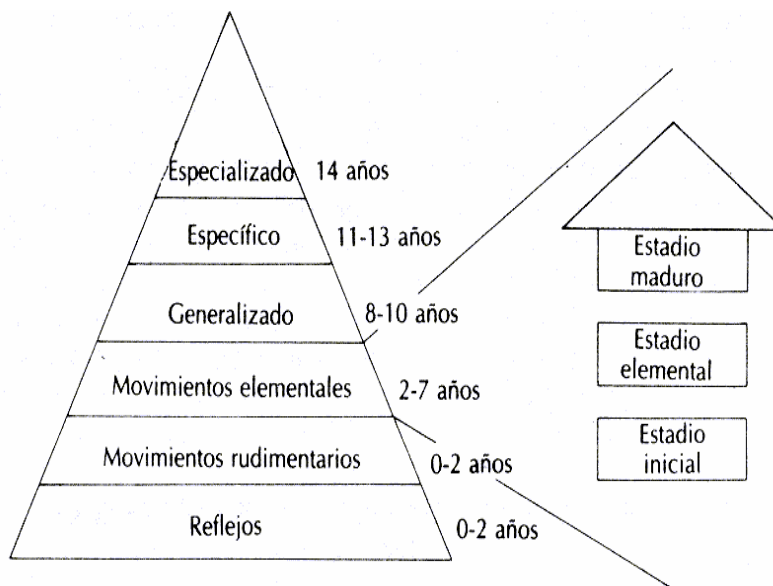 Especializado 14 años
Específico 11-13 años
Generalizado 8-10 años
Movimientos elementales 2-7 años
Movimientos rudimentarios 0-2 años
Reflejos 0-2 años
Estadio
maduro
Estadio
elemental
Estadio
inicial